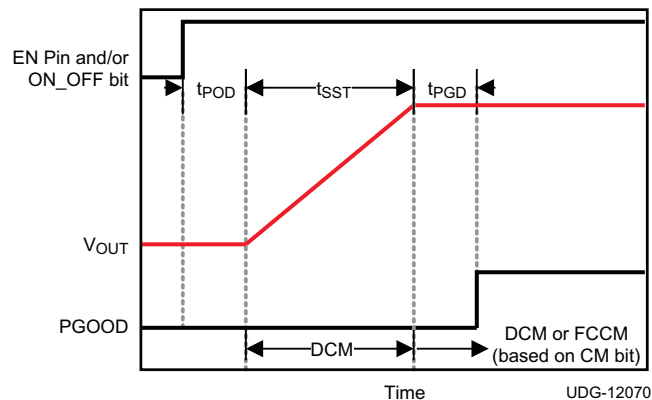 EN Pin and/or
ON_OFF bit
tPOD
tSST
tPGD
VOUT
PGOOD
DCM
DCM or FCCM
(based on CM bit)
Time
UDG-12070